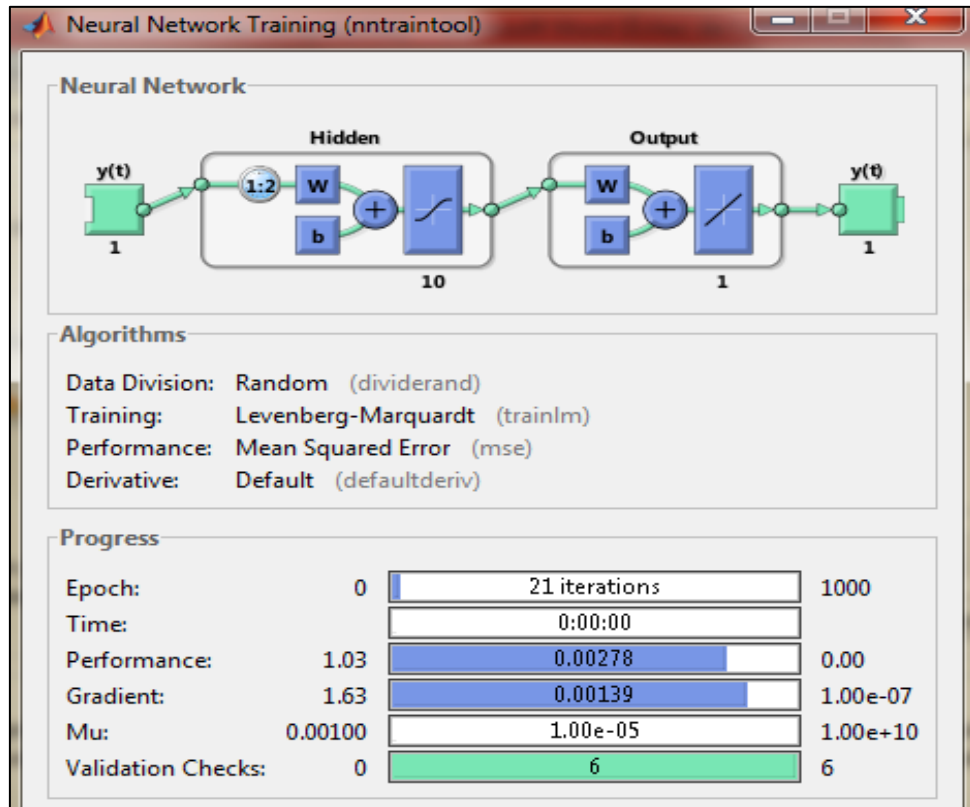 Neural Network Training (nntraintool)
Neural Network
Hidden Output
y(t) 1:2 W b + W b + y(t)
1 10 1 1
Algorithms
Data Division: Random (dividerand)
Training: Levenberg-Marquardt (trainlm)
Performance: Mean Squared Error (mse)
Derivative: Default (defaultderiv)
Progress
Epoch: 0 21 iterations 1000
Time: 0:00:00
Performance: 1.03 0.00278 0.00
Gradient: 1.63 0.00139 1.00e-07
Mu: 0.00100 1.00e-05 1.00e+10
Validation Checks: 0 6 6